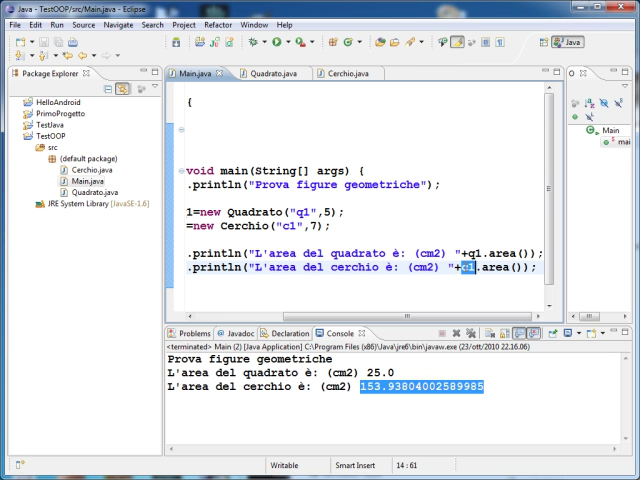 Java - TestOOP/src/Main.java - Eclipse
File Edit Run Source Navigate Search Project Refactor Window Help
Java
Package Explorer
Main.java Quadrato.java Cerchio.java
O
HelloAndroid
PrimoProgetto
TestJava
TestOOP
src
(default package)
Cerchio.java
Main.java
Quadrato.java
JRE System Library [JavaSE-1.6]
{
void main(String[] args) {
.println("Prova figure geometriche");
1=new Quadrato("q1",5);
=new Cerchio("c1",7);
.println("L'area del quadrato è: (cm2) "+q1.area());
.println("L'area del cerchio è: (cm2) "+c1.area());
Main
mai
Problems Javadoc Declaration Console
<terminated> Main (2) [Java Application] C:\Program Files (x86)\Java\jre6\bin\javaw.exe (23/ott/2010 22.16.06)
Prova figure geometriche
L'area del quadrato è: (cm2) 25.0
L'area del cerchio è: (cm2) 153.93804002589985
Writable Smart Insert 14 : 61